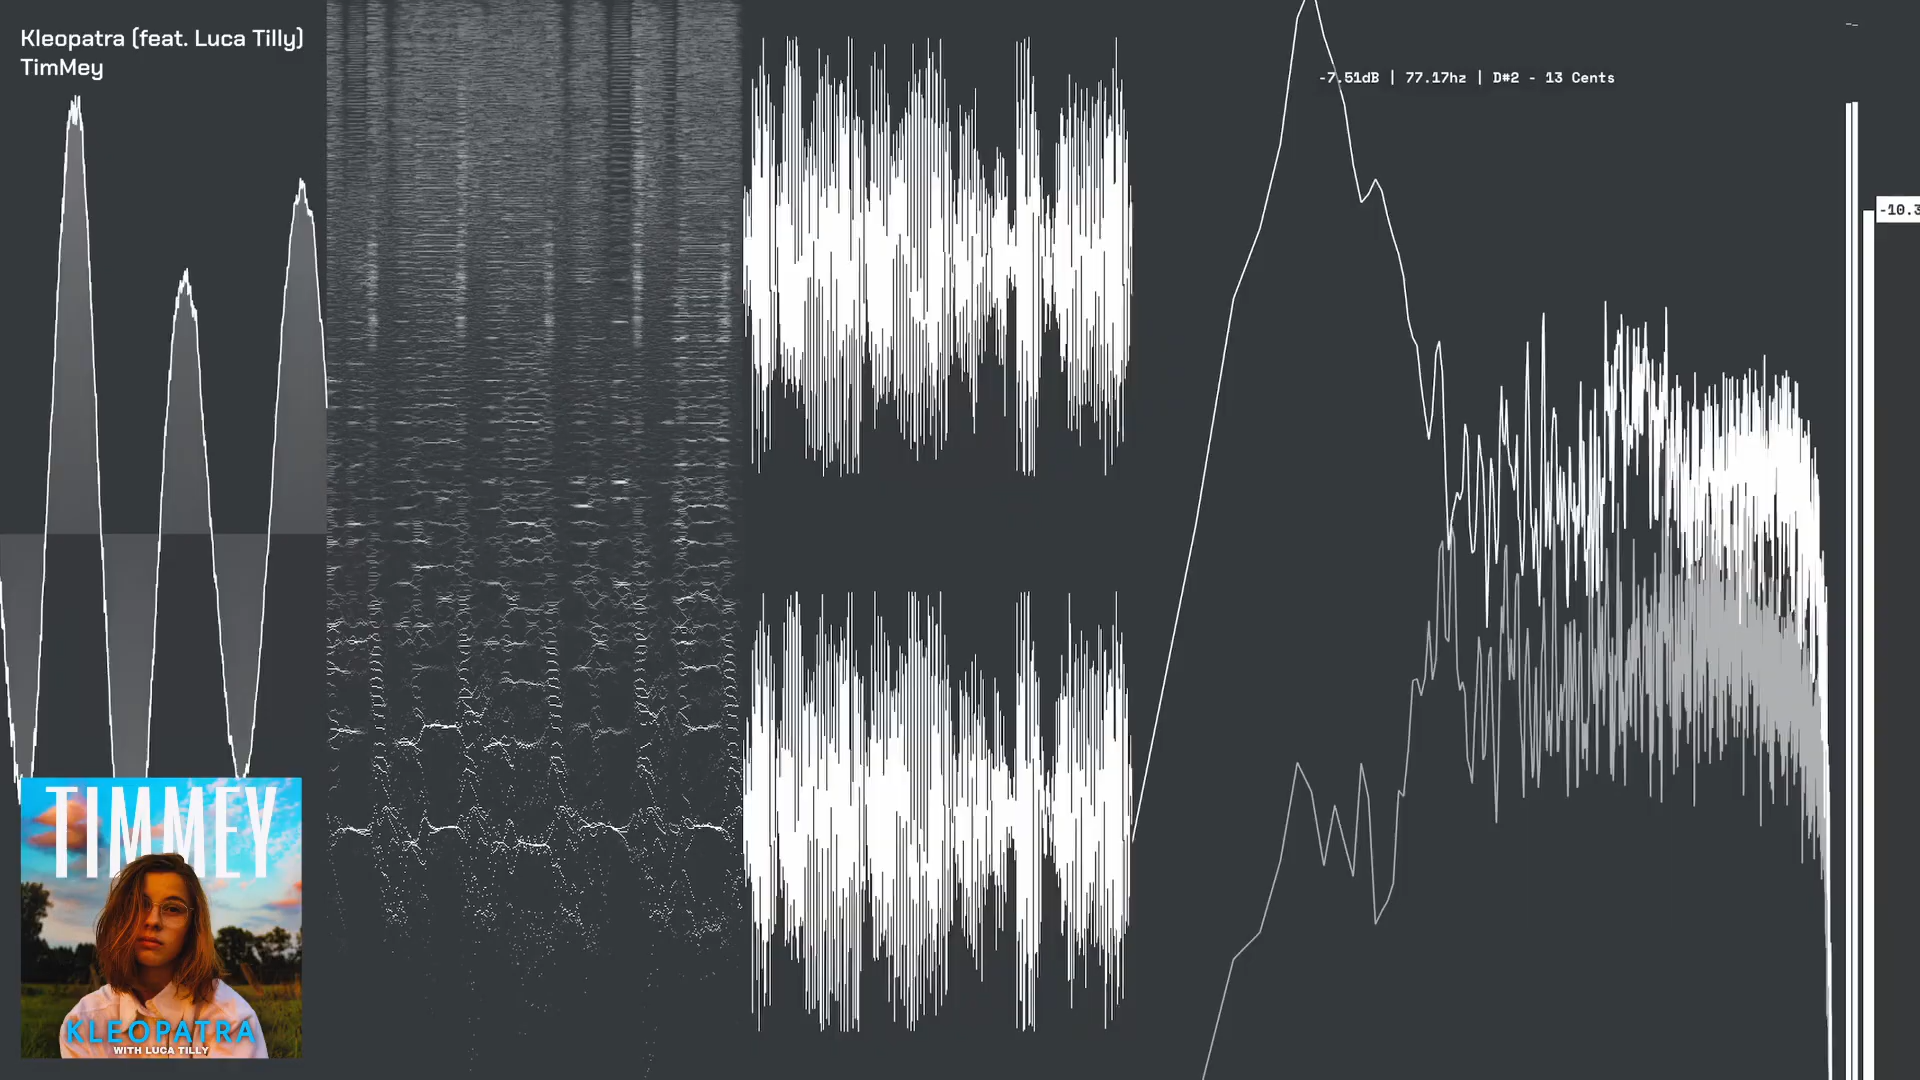 Kleopatra (feat. Luca Tilly)
TimMey
-7.51dB | 77.17hz | D#2 - 13 Cents
-10.3
TIMMEY
KLEOPATRA
WITH LUCA TILLY